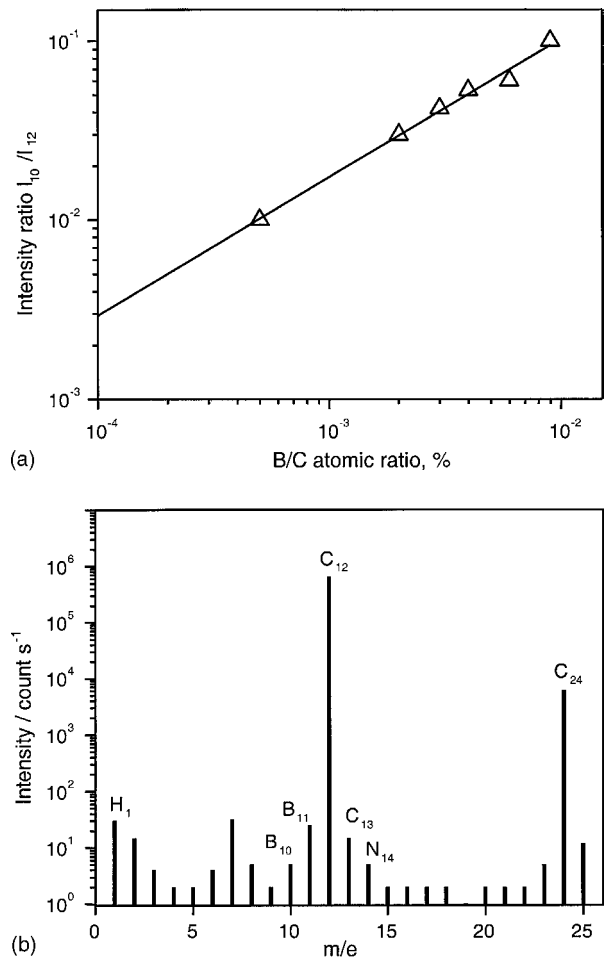 10⁻¹
10⁻²
10⁻³
Intensity ratio I₁₀/I₁₂
10⁻⁴
10⁻³
10⁻²
B/C atomic ratio, %
(a)
10⁶
10⁵
10⁴
10³
10²
10¹
10⁰
Intensity / count s⁻¹
H₁
B₁₀
B₁₁
C₁₂
C₁₃
N₁₄
C₂₄
0 5 10 15 20 25
m/e
(b)